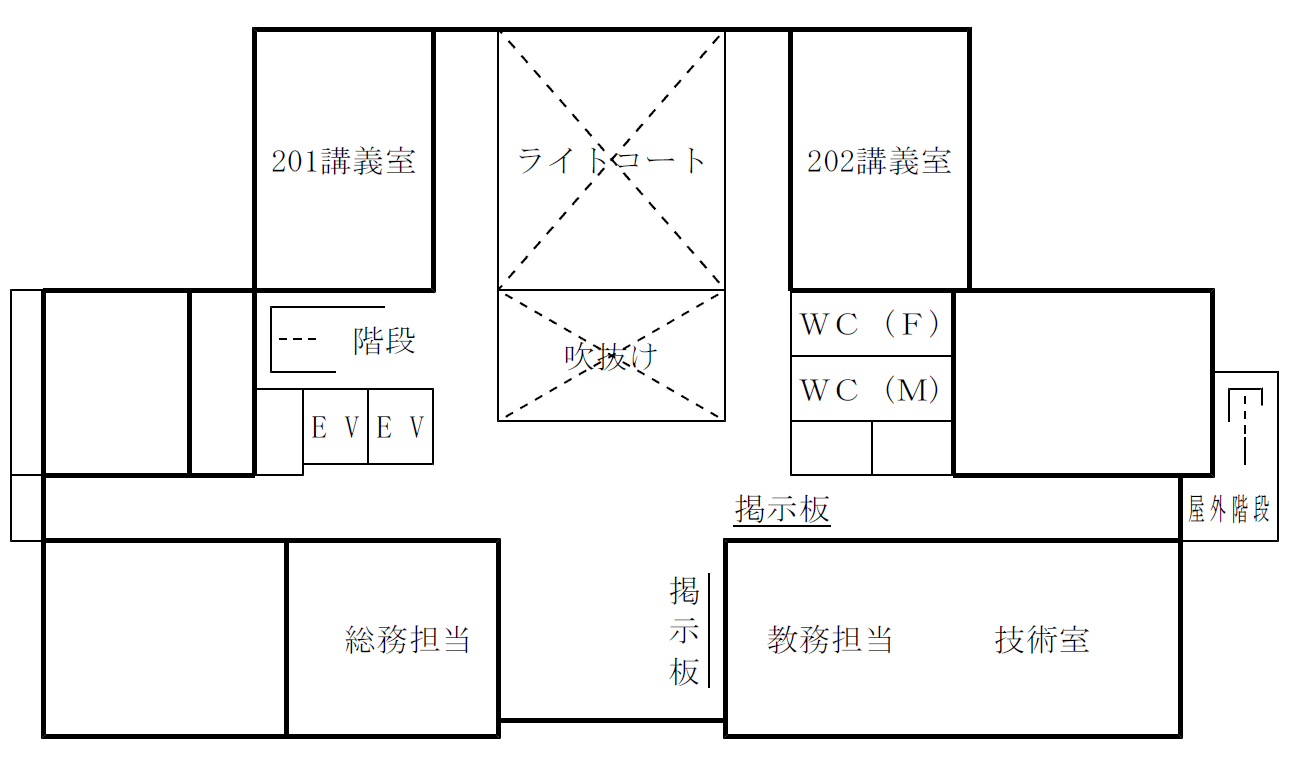 201講義室
ライトコート
202講義室
階段
吹抜け
ＷＣ（Ｆ）
ＷＣ（Ｍ）
ＥＶ
ＥＶ
掲示板
屋外階段
総務担当
掲示板
教務担当
技術室